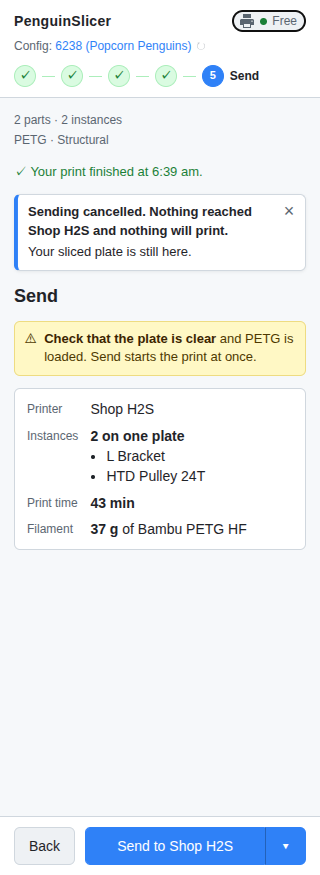 PenguinSlicer
Free
Config: 6238 (Popcorn Penguins)
✓ ✓ ✓ ✓ 5 Send
2 parts · 2 instances
PETG · Structural
✓ Your print finished at 6:39 am.
Sending cancelled. Nothing reached
Shop H2S and nothing will print.
Your sliced plate is still here.
Send
⚠ Check that the plate is clear and PETG is
loaded. Send starts the print at once.
Printer Shop H2S
Instances 2 on one plate
• L Bracket
• HTD Pulley 24T
Print time 43 min
Filament 37 g of Bambu PETG HF
Back
Send to Shop H2S